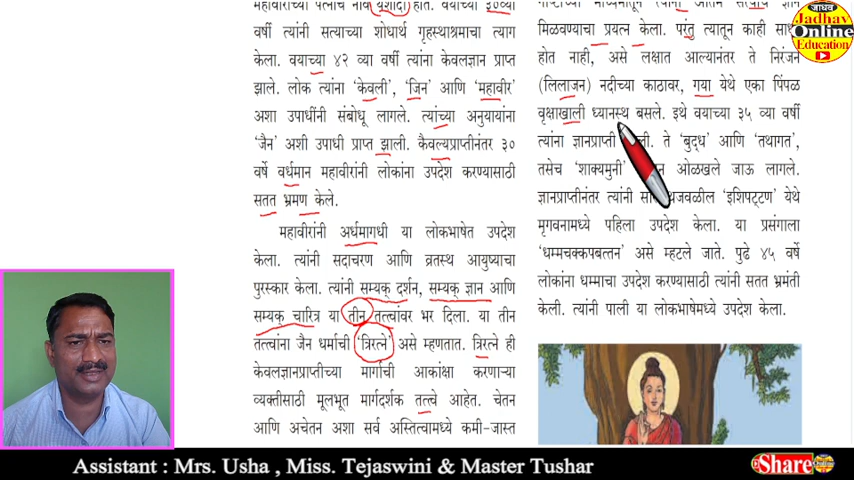 महावीरांच्या पत्नीचे नाव यशोदा होते. वयाच्या ३०व्या
वर्षी त्यांनी सत्याच्या शोधार्थ गृहस्थाश्रमाचा त्याग
केला. वयाच्या ४२ व्या वर्षी त्यांना केवलज्ञान प्राप्त
झाले. लोक त्यांना ‘केवली’, ‘जिन’ आणि ‘महावीर’
अशा उपाधींनी संबोधू लागले. त्यांच्या अनुयायांना
‘जैन’ अशी उपाधी प्राप्त झाली. कैवल्यप्राप्तीनंतर ३०
वर्षे वर्धमान महावीरांनी लोकांना उपदेश करण्यासाठी
सतत भ्रमण केले.
महावीरांनी अर्धमागधी या लोकभाषेत उपदेश
केला. त्यांनी सदाचरण आणि व्रतस्थ आयुष्याचा
पुरस्कार केला. त्यांनी सम्यक् दर्शन, सम्यक् ज्ञान आणि
सम्यक् चारित्र या तीन तत्त्वांवर भर दिला. या तीन
तत्त्वांना जैन धर्माची ‘त्रिरत्ने’ असे म्हणतात. त्रिरत्ने ही
केवलज्ञानप्राप्तीच्या मार्गाची आकांक्षा करणाऱ्या
व्यक्तीसाठी मूलभूत मार्गदर्शक तत्त्वे आहेत. चेतन
आणि अचेतन अशा सर्व अस्तित्वामध्ये कमी-जास्त
मिळवण्याचा प्रयत्न केला. परंतु त्यातून काही साध्य
होत नाही, असे लक्षात आल्यानंतर ते निरंजन
(लिलाजन) नदीच्या काठावर, गया येथे एका पिंपळ
वृक्षाखाली ध्यानस्थ बसले. इथे वयाच्या ३५ व्या वर्षी
त्यांना ज्ञानप्राप्ती ते ‘बुद्ध’ आणि ‘तथागत’,
तसेच ‘शाक्यमुनी’ ओळखले जाऊ लागले.
ज्ञानप्राप्तीनंतर त्यांनी ‘इशिपट्टण’ येथे
मृगवनामध्ये पहिला उपदेश केला. या प्रसंगाला
‘धम्मचक्कपबत्तन’ असे म्हटले जाते. पुढे ४५ वर्षे
लोकांना धम्माचा उपदेश करण्यासाठी त्यांनी सतत भ्रमंती
केली. त्यांनी पाली या लोकभाषेमध्ये उपदेश केला.
जाधव
Jadhav
Online
Education
Assistant : Mrs. Usha , Miss. Tejaswini & Master Tushar
Share